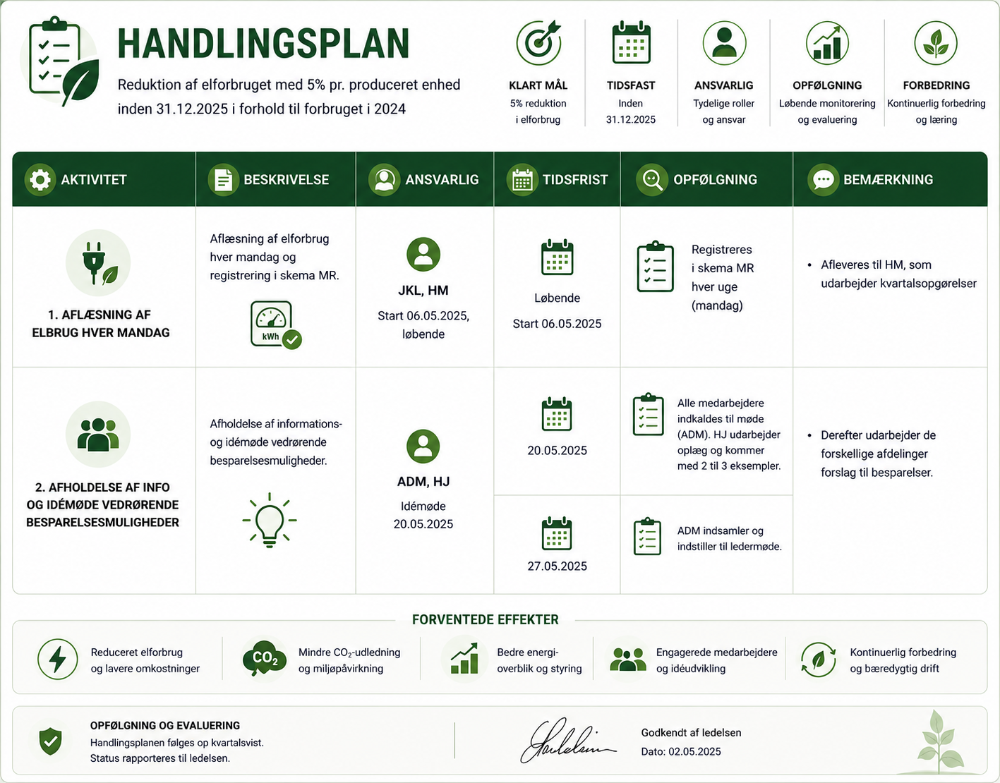 HANDLINGSPLAN
Reduktion af elforbruget med 5% pr. produceret enhed
inden 31.12.2025 i forhold til forbruget i 2024
KLART MÅL
5% reduktion
i elforbrug
TIDSFAST
Inden
31.12.2025
ANSVARLIG
Tydelige roller
og ansvar
OPFØLGNING
Løbende monitorering
og evaluering
FORBEDRING
Kontinuerlig forbedring
og læring
AKTIVITET
BESKRIVELSE
ANSVARLIG
TIDSFRIST
OPFØLGNING
BEMÆRKNING
1. AFLÆSNING AF
ELBRUG HVER MANDAG
Aflæsning af elforbrug
hver mandag og
registrering i skema MR.
kWh
JKL, HM
Start 06.05.2025,
løbende
Løbende
Start 06.05.2025
Registreres
i skema MR
hver uge
(mandag)
• Afleveres til HM, som
udarbejder kvartalsopgørelser
2. AFHOLDELSE AF INFO
OG IDÉMØDE VEDRØRENDE
BESPARELSESMULIGHEDER
Afholdelse af informations-
og idémøde vedrørende
besparelsesmuligheder.
ADM, HJ
Idémøde
20.05.2025
20.05.2025
Alle medarbejdere
indkaldes til møde
(ADM). HJ udarbejder
oplæg og kommer
med 2 til 3 eksempler.
27.05.2025
ADM indsamler og
indstiller til ledermøde.
• Derefter udarbejder de
forskellige afdelinger
forslag til besparelser.
FORVENTEDE EFFEKTER
Reduceret elforbrug
og lavere omkostninger
CO₂
Mindre CO₂-udledning
og miljøpåvirkning
Bedre energi-
overblik og styring
Engagerede medarbejdere
og idéudvikling
Kontinuerlig forbedring
og bæredygtig drift
OPFØLGNING OG EVALUERING
Handlingsplanen følges op kvartalsvist.
Status rapporteres til ledelsen.
Godkendt af ledelsen
Dato: 02.05.2025